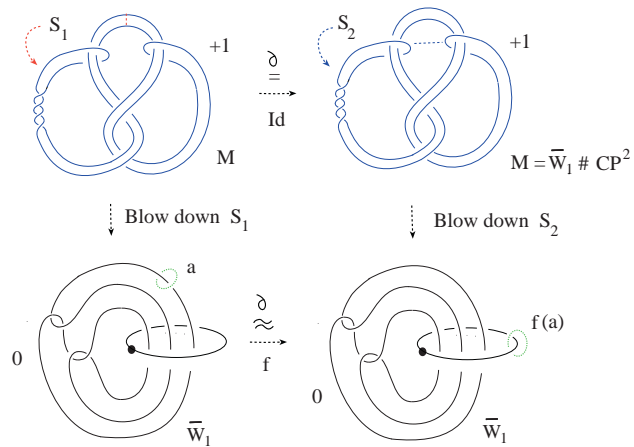 S₁
+1
∂
=
Id
M
S₂
+1
M = W̅₁ # CP²
Blow down S₁
Blow down S₂
a
0
W̅₁
∂
≈
f
f(a)
0
W̅₁